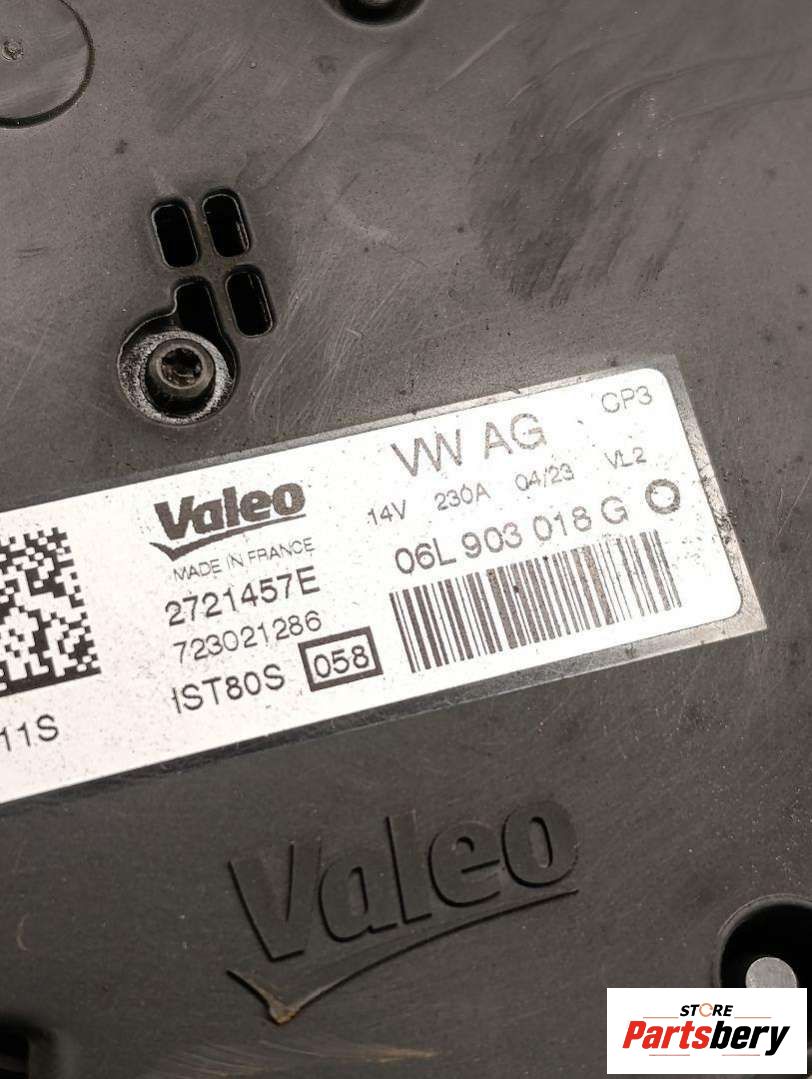 CP3
VW AG
Valeo
14V 230A 04/23 VL2
MADE IN FRANCE
06L 903 018 G
2721457E
723021286
IST80S 058
11S
Valeo
STORE
Partsbery